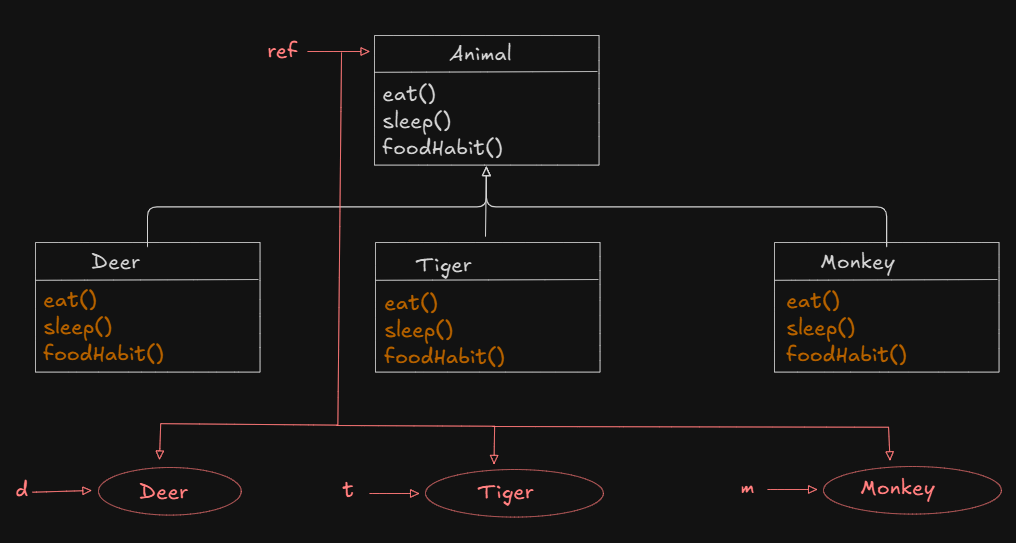 ref
Animal
eat()
sleep()
foodHabit()
Deer
eat()
sleep()
foodHabit()
Tiger
eat()
sleep()
foodHabit()
Monkey
eat()
sleep()
foodHabit()
d
Deer
t
Tiger
m
Monkey